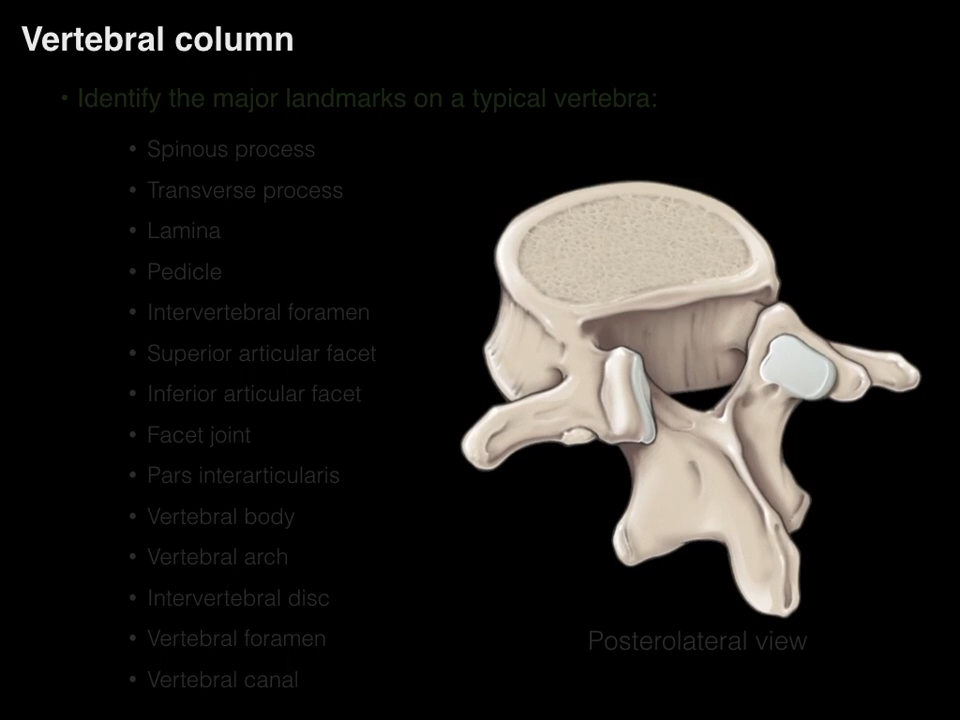 Vertebral column
• Identify the major landmarks on a typical vertebra:
• Spinous process
• Transverse process
• Lamina
• Pedicle
• Intervertebral foramen
• Superior articular facet
• Inferior articular facet
• Facet joint
• Pars interarticularis
• Vertebral body
• Vertebral arch
• Intervertebral disc
• Vertebral foramen
• Vertebral canal
Posterolateral view